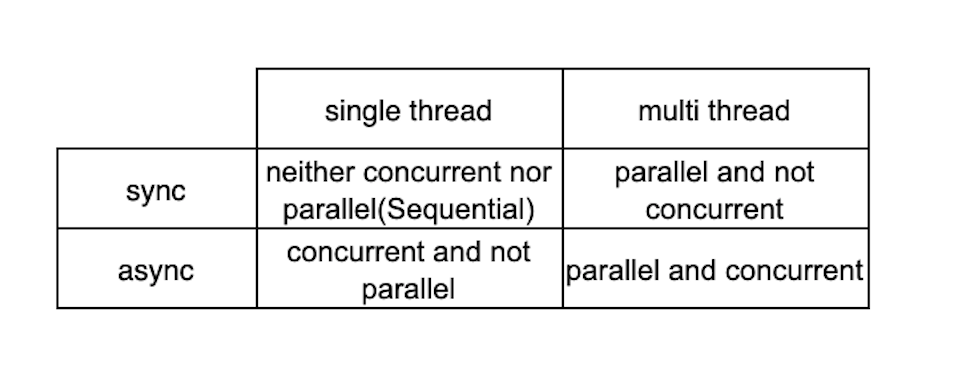 single thread
multi thread
sync
neither concurrent nor
parallel(Sequential)
parallel and not
concurrent
async
concurrent and not
parallel
parallel and concurrent